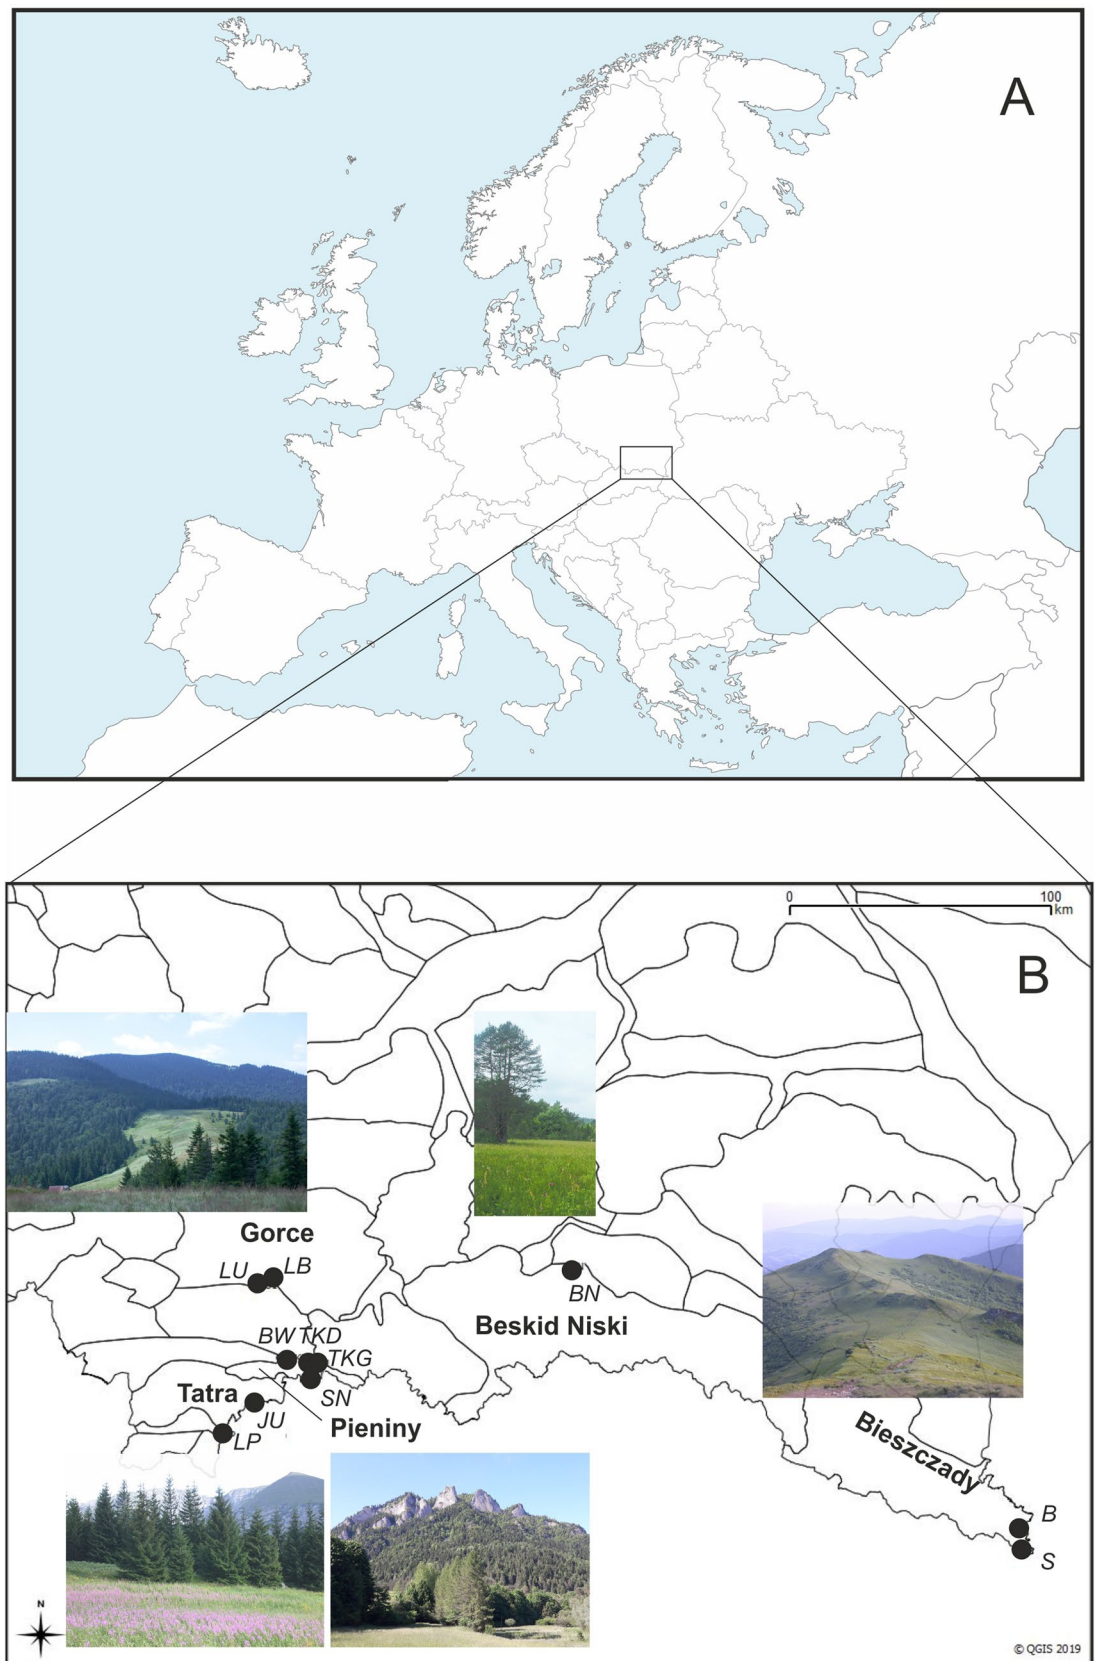 A
0 100
km
B
Gorce
LU LB
BN
BW TKD
Beskid Niski
TKG
Tatra SN
JU Pieniny
LP
Bieszczady
B
S
N
© QGIS 2019